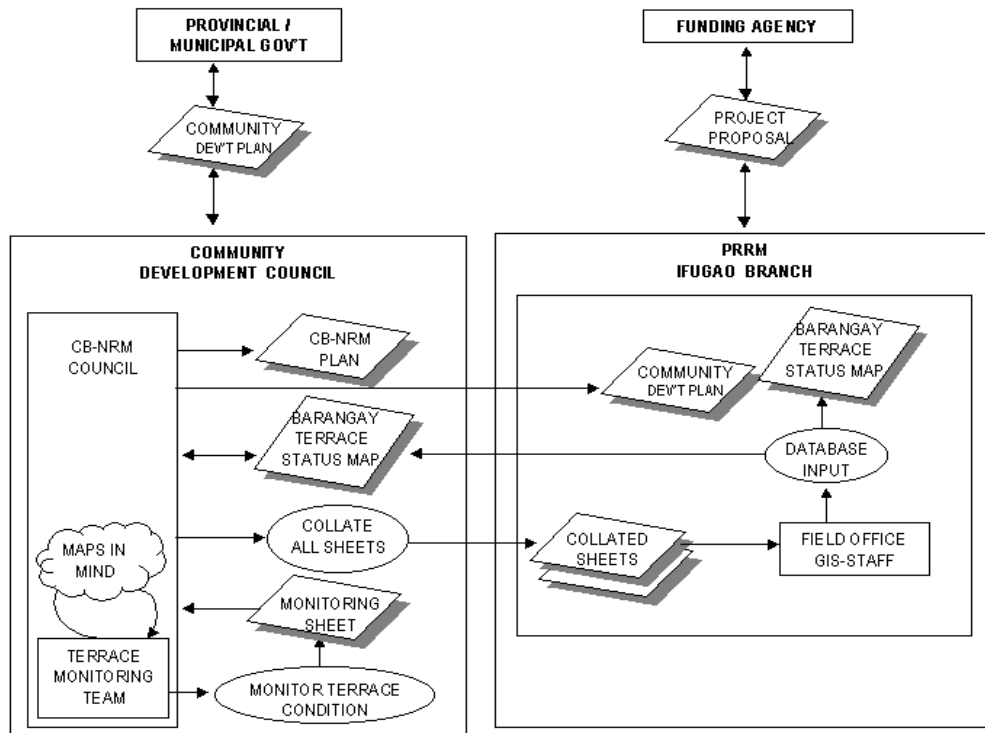 PROVINCIAL /
MUNICIPAL GOV'T
COMMUNITY
DEV'T PLAN
FUNDING AGENCY
PROJECT
PROPOSAL
COMMUNITY
DEVELOPMENT COUNCIL
CB-NRM
COUNCIL
CB-NRM
PLAN
BARANGAY
TERRACE
STATUS MAP
COLLATE
ALL SHEETS
MAPS IN
MIND
MONITORING
SHEET
TERRACE
MONITORING
TEAM
MONITOR TERRACE
CONDITION
PRRM
IFUGAO BRANCH
BARANGAY
TERRACE
STATUS MAP
COMMUNITY
DEV'T PLAN
DATABASE
INPUT
COLLATED
SHEETS
FIELD OFFICE
GIS-STAFF